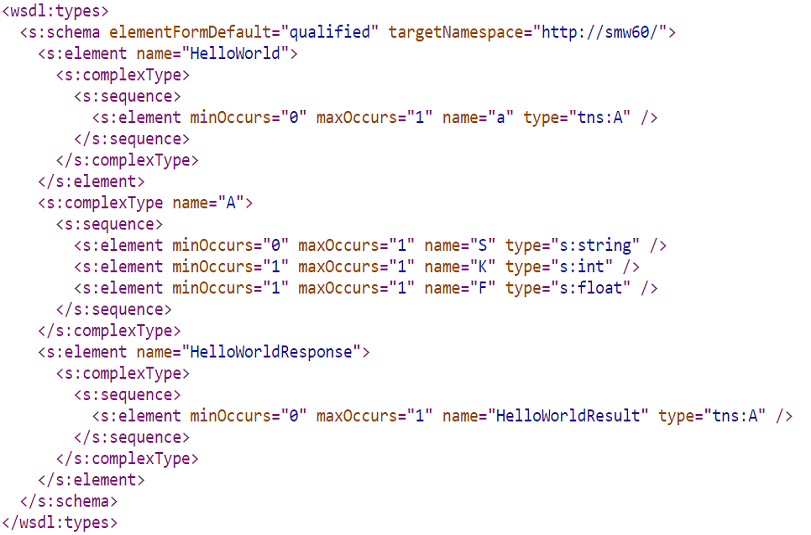 <wsdl:types>
<s:schema elementFormDefault="qualified" targetNamespace="http://smw60/">
<s:element name="HelloWorld">
<s:complexType>
<s:sequence>
<s:element minOccurs="0" maxOccurs="1" name="a" type="tns:A" />
</s:sequence>
</s:complexType>
</s:element>
<s:complexType name="A">
<s:sequence>
<s:element minOccurs="0" maxOccurs="1" name="S" type="s:string" />
<s:element minOccurs="1" maxOccurs="1" name="K" type="s:int" />
<s:element minOccurs="1" maxOccurs="1" name="F" type="s:float" />
</s:sequence>
</s:complexType>
<s:element name="HelloWorldResponse">
<s:complexType>
<s:sequence>
<s:element minOccurs="0" maxOccurs="1" name="HelloWorldResult" type="tns:A" />
</s:sequence>
</s:complexType>
</s:element>
</s:schema>
</wsdl:types>